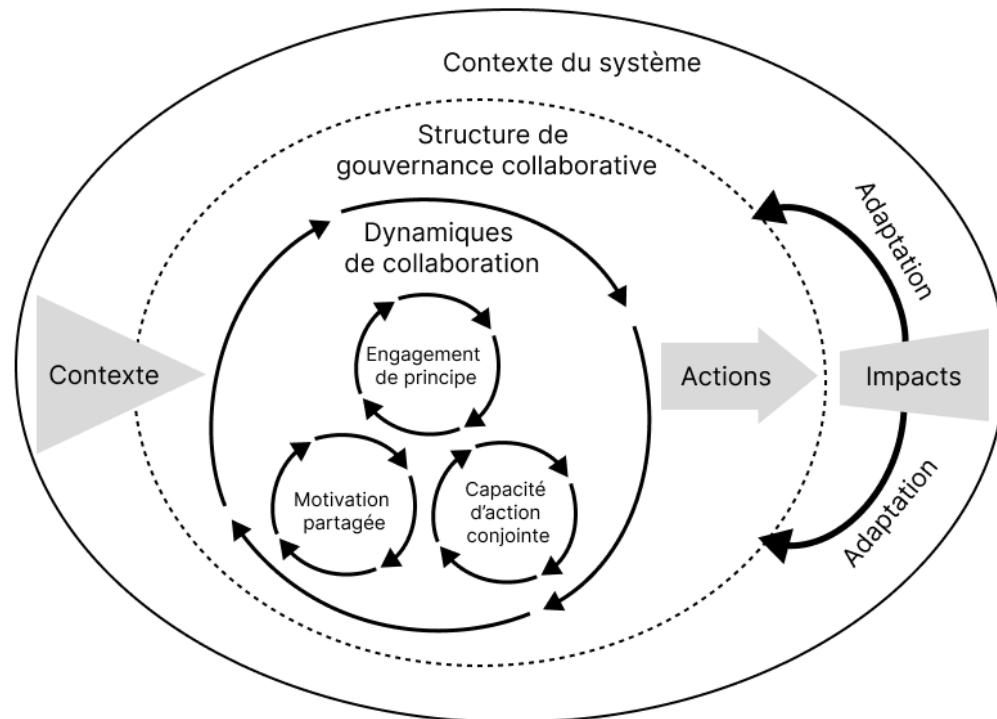 Contexte du système
Structure de
gouvernance collaborative
Dynamiques
de collaboration
Engagement
de principe
Motivation
partagée
Capacité
d'action
conjointe
Contexte
Actions
Impacts
Adaptation
Adaptation